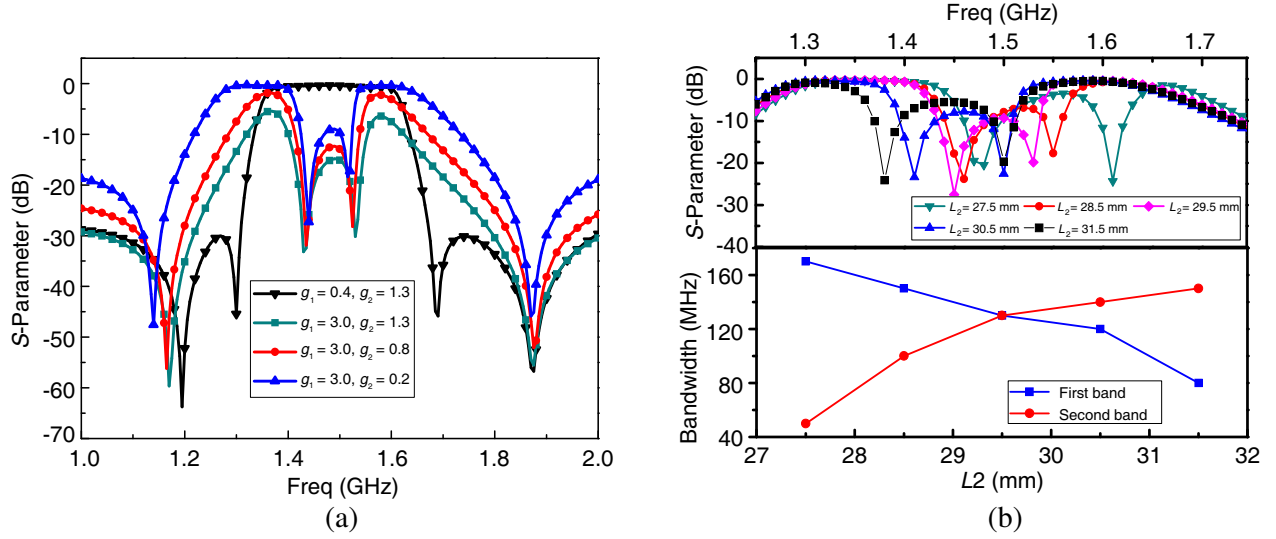 0
-10
-20
-30
-40
-50
-60
-70
S-Parameter (dB)
g₁ = 0.4, g₂ = 1.3
g₁ = 3.0, g₂ = 1.3
g₁ = 3.0, g₂ = 0.8
g₁ = 3.0, g₂ = 0.2
1.0 1.2 1.4 1.6 1.8 2.0
Freq (GHz)
(a)
Freq (GHz)
1.3 1.4 1.5 1.6 1.7
0
-10
-20
-30
-40
S-Parameter (dB)
L₂= 27.5 mm L₂= 28.5 mm L₂= 29.5 mm
L₂= 30.5 mm L₂= 31.5 mm
160
120
80
40
Bandwidth (MHz)
First band
Second band
27 28 29 30 31 32
L2 (mm)
(b)